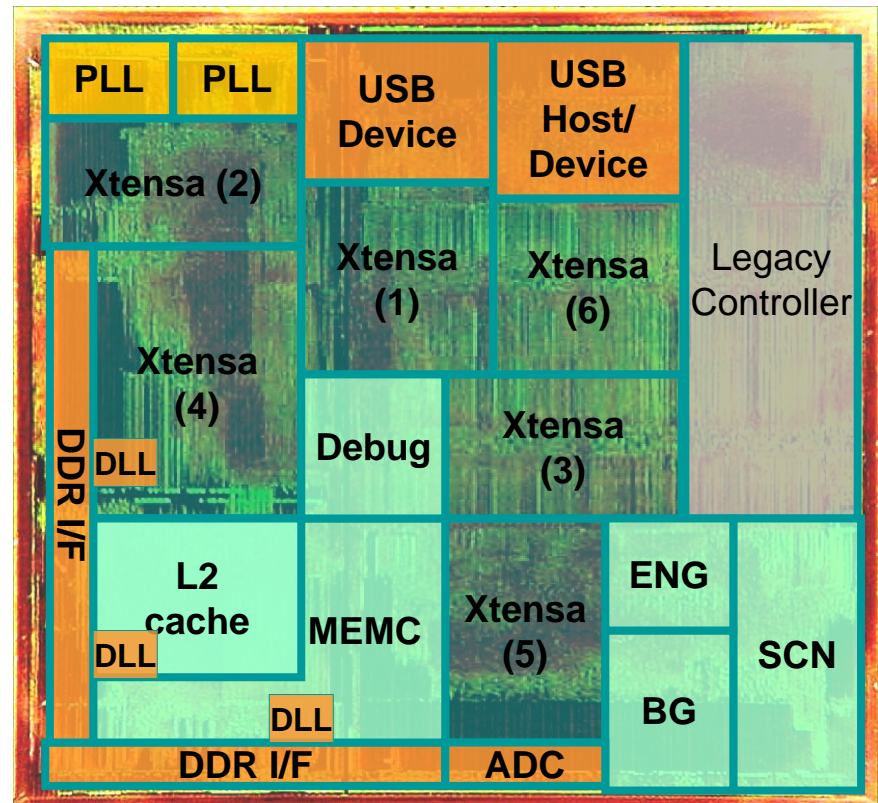 PLL
PLL
USB
Device
USB
Host/
Device
Xtensa (2)
Xtensa
(1)
Xtensa
(6)
Legacy
Controller
Xtensa
(4)
DDR I/F
DLL
Debug
Xtensa
(3)
L2
cache
DLL
MEMC
DLL
Xtensa
(5)
ENG
BG
SCN
DDR I/F
ADC